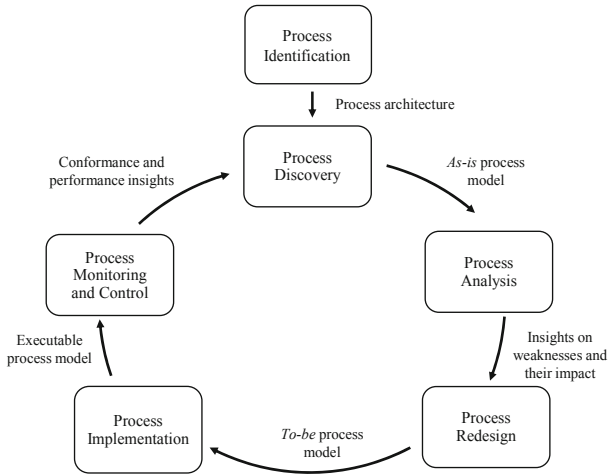 Process
Identification
Process architecture
Process
Discovery
As-is process
model
Process
Analysis
Insights on
weaknesses and
their impact
Process
Redesign
To-be process
model
Process
Implementation
Executable
process model
Process
Monitoring
and Control
Conformance and
performance insights